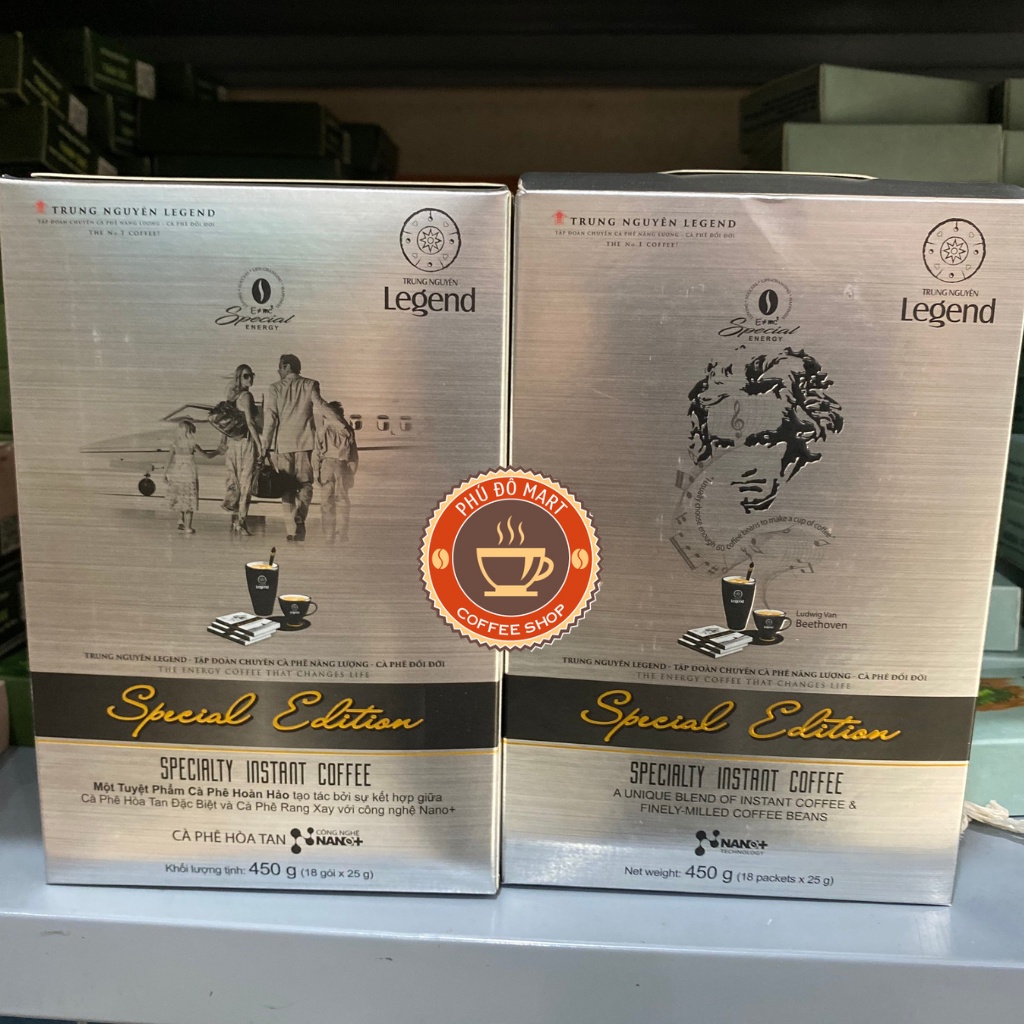 TRUNG NGUYÊN LEGEND
TẬP ĐOÀN CHUYÊN CÀ PHÊ NĂNG LƯỢNG - CÀ PHÊ ĐỔI ĐỜI
THE No.1 COFFEE!
TRUNG NGUYÊN
Legend
Special
ENERGY
TRUNG NGUYÊN LEGEND - TẬP ĐOÀN CHUYÊN CÀ PHÊ NĂNG LƯỢNG - CÀ PHÊ ĐỔI ĐỜI
THE ENERGY COFFEE THAT CHANGES LIFE
Special Edition
SPECIALTY INSTANT COFFEE
Một Tuyệt Phẩm Cà Phê Hoàn Hảo tạo tác bởi sự kết hợp giữa
Cà Phê Hòa Tan Đặc Biệt và Cà Phê Rang Xay với công nghệ Nano+
CÀ PHÊ HÒA TAN
CÔNG NGHỆ
NANO+
Khối lượng tịnh: 450 g (18 gói x 25 g)
PHÚ ĐÔ MART
COFFEE SHOP
TRUNG NGUYÊN LEGEND
TẬP ĐOÀN CHUYÊN CÀ PHÊ NĂNG LƯỢNG - CÀ PHÊ ĐỔI ĐỜI
THE No.1 COFFEE!
TRUNG NGUYÊN
Legend
Special
ENERGY
coffee beans to make a cup of coffee
Ludwig Van
Beethoven
TRUNG NGUYÊN LEGEND - TẬP ĐOÀN CHUYÊN CÀ PHÊ NĂNG LƯỢNG - CÀ PHÊ ĐỔI ĐỜI
THE ENERGY COFFEE THAT CHANGES LIFE
Special Edition
SPECIALTY INSTANT COFFEE
A UNIQUE BLEND OF INSTANT COFFEE &
FINELY-MILLED COFFEE BEANS
NANO+
TECHNOLOGY
Net weight: 450 g (18 packets x 25 g)